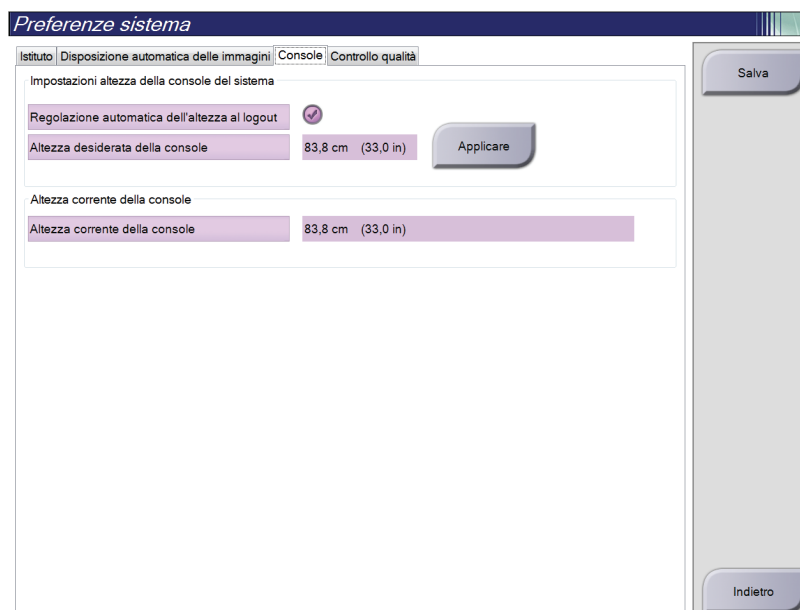 Preferenze sistema
Istituto Disposizione automatica delle immagini Console Controllo qualità
Salva
Impostazioni altezza della console del sistema
Regolazione automatica dell'altezza al logout
Altezza desiderata della console 83,8 cm (33,0 in) Applicare
Altezza corrente della console
Altezza corrente della console 83,8 cm (33,0 in)
Indietro